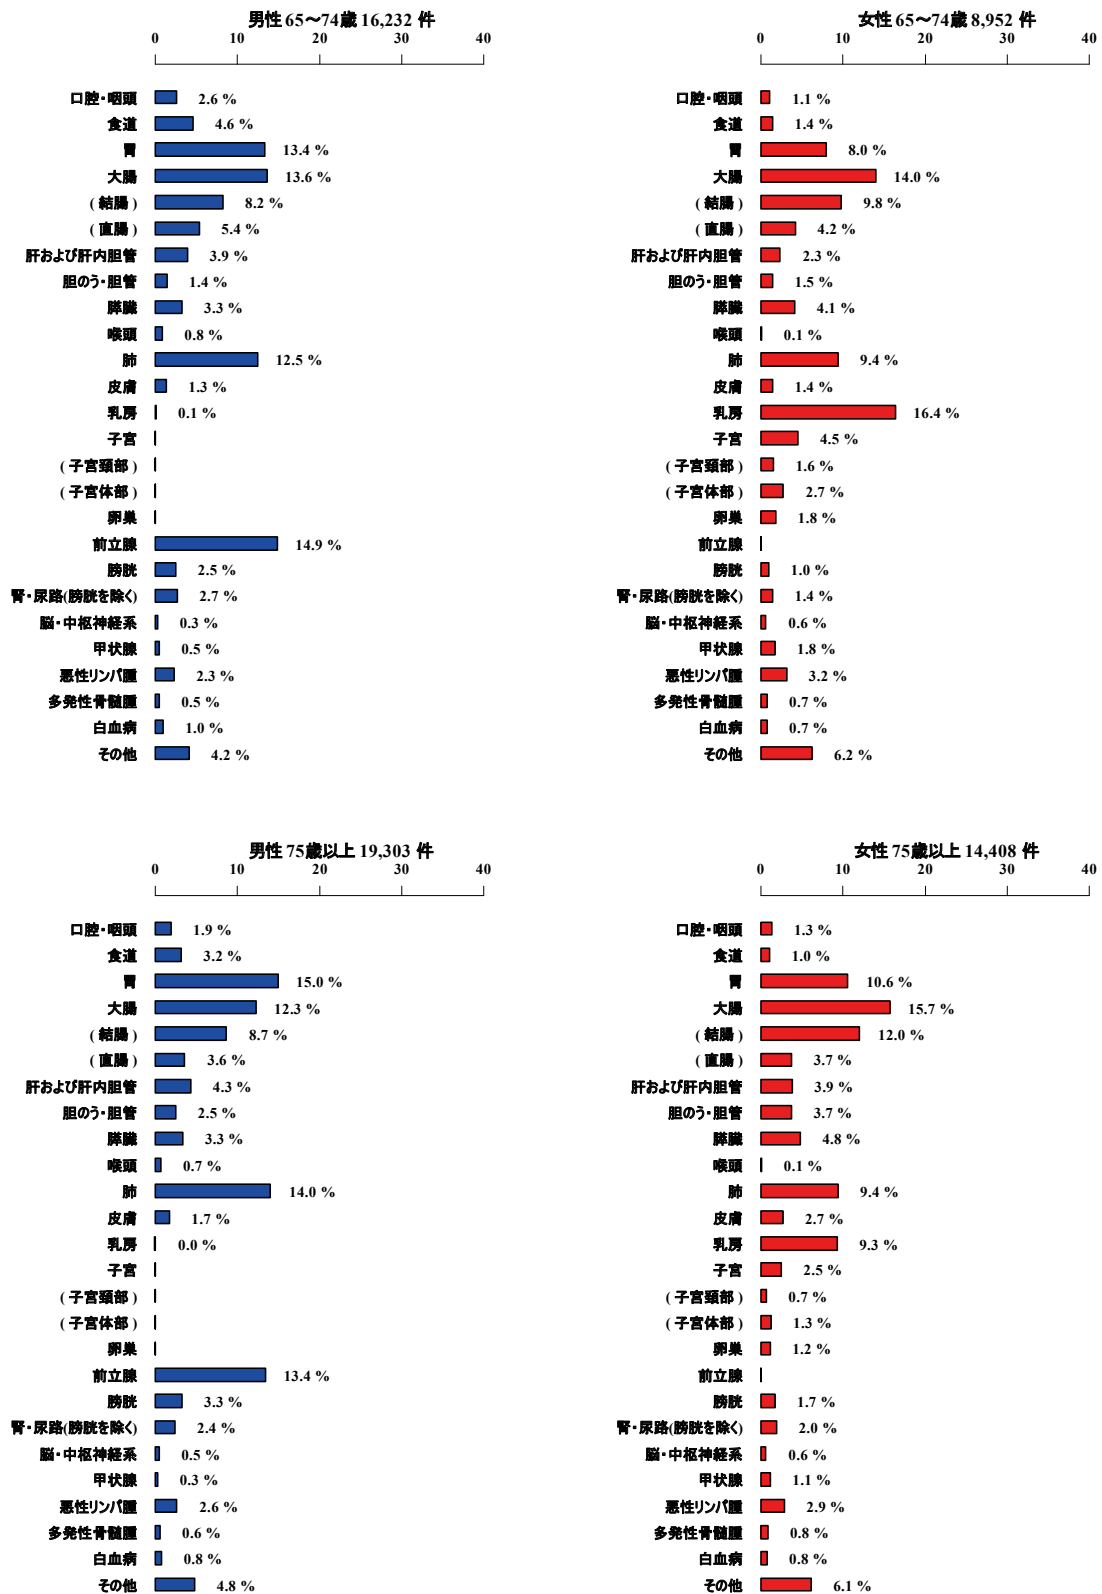 男性 65～74歳 16,232 件
0 10 20 30 40
口腔・咽頭 2.6 %
食道 4.6 %
胃 13.4 %
大腸 13.6 %
( 結腸 ) 8.2 %
( 直腸 ) 5.4 %
肝および肝内胆管 3.9 %
胆のう・胆管 1.4 %
膵臓 3.3 %
喉頭 0.8 %
肺 12.5 %
皮膚 1.3 %
乳房 0.1 %
子宮
( 子宮頸部 )
( 子宮体部 )
卵巣
前立腺 14.9 %
膀胱 2.5 %
腎・尿路(膀胱を除く) 2.7 %
脳・中枢神経系 0.3 %
甲状腺 0.5 %
悪性リンパ腫 2.3 %
多発性骨髄腫 0.5 %
白血病 1.0 %
その他 4.2 %
女性 65～74歳 8,952 件
0 10 20 30 40
口腔・咽頭 1.1 %
食道 1.4 %
胃 8.0 %
大腸 14.0 %
( 結腸 ) 9.8 %
( 直腸 ) 4.2 %
肝および肝内胆管 2.3 %
胆のう・胆管 1.5 %
膵臓 4.1 %
喉頭 0.1 %
肺 9.4 %
皮膚 1.4 %
乳房 16.4 %
子宮 4.5 %
( 子宮頸部 ) 1.6 %
( 子宮体部 ) 2.7 %
卵巣 1.8 %
前立腺
膀胱 1.0 %
腎・尿路(膀胱を除く) 1.4 %
脳・中枢神経系 0.6 %
甲状腺 1.8 %
悪性リンパ腫 3.2 %
多発性骨髄腫 0.7 %
白血病 0.7 %
その他 6.2 %
男性 75歳以上 19,303 件
0 10 20 30 40
口腔・咽頭 1.9 %
食道 3.2 %
胃 15.0 %
大腸 12.3 %
( 結腸 ) 8.7 %
( 直腸 ) 3.6 %
肝および肝内胆管 4.3 %
胆のう・胆管 2.5 %
膵臓 3.3 %
喉頭 0.7 %
肺 14.0 %
皮膚 1.7 %
乳房 0.0 %
子宮
( 子宮頸部 )
( 子宮体部 )
卵巣
前立腺 13.4 %
膀胱 3.3 %
腎・尿路(膀胱を除く) 2.4 %
脳・中枢神経系 0.5 %
甲状腺 0.3 %
悪性リンパ腫 2.6 %
多発性骨髄腫 0.6 %
白血病 0.8 %
その他 4.8 %
女性 75歳以上 14,408 件
0 10 20 30 40
口腔・咽頭 1.3 %
食道 1.0 %
胃 10.6 %
大腸 15.7 %
( 結腸 ) 12.0 %
( 直腸 ) 3.7 %
肝および肝内胆管 3.9 %
胆のう・胆管 3.7 %
膵臓 4.8 %
喉頭 0.1 %
肺 9.4 %
皮膚 2.7 %
乳房 9.3 %
子宮 2.5 %
( 子宮頸部 ) 0.7 %
( 子宮体部 ) 1.3 %
卵巣 1.2 %
前立腺
膀胱 1.7 %
腎・尿路(膀胱を除く) 2.0 %
脳・中枢神経系 0.6 %
甲状腺 1.1 %
悪性リンパ腫 2.9 %
多発性骨髄腫 0.8 %
白血病 0.8 %
その他 6.1 %